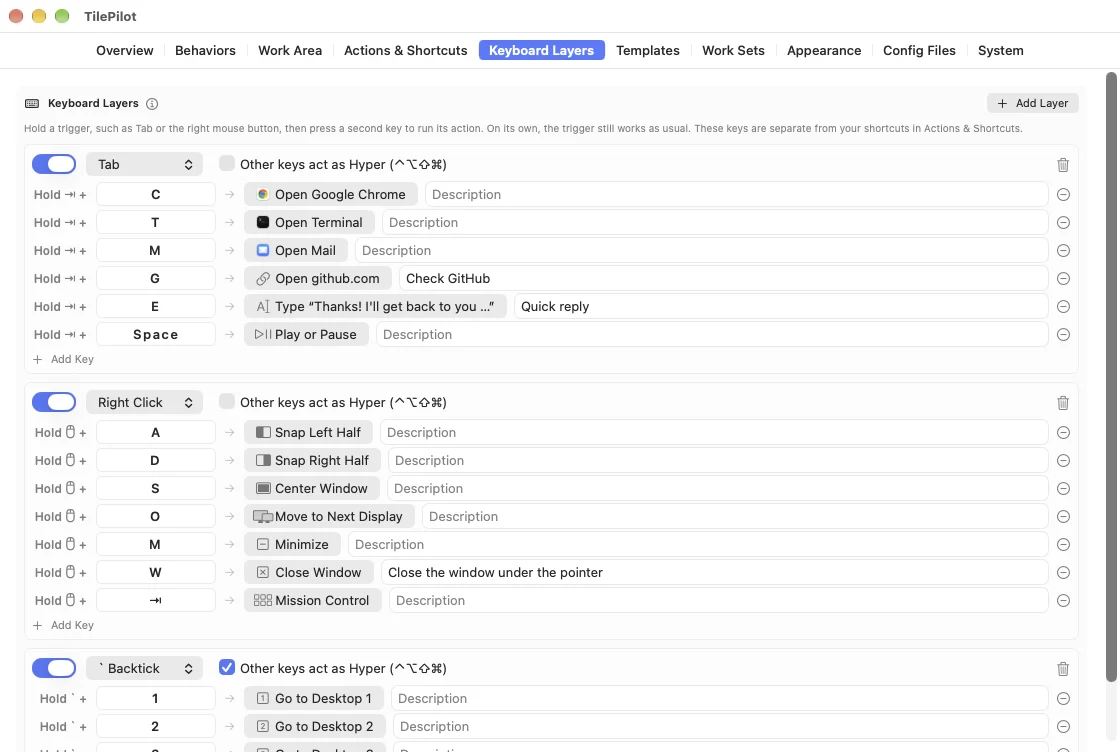 TilePilot
Overview Behaviors Work Area Actions & Shortcuts Keyboard Layers Templates Work Sets Appearance Config Files System
Keyboard Layers + Add Layer
Hold a trigger, such as Tab or the right mouse button, then press a second key to run its action. On its own, the trigger still works as usual. These keys are separate from your shortcuts in Actions & Shortcuts.
Tab Other keys act as Hyper (^⌥⇧⌘)
Hold ⇥ + C → Open Google Chrome Description
Hold ⇥ + T → Open Terminal Description
Hold ⇥ + M → Open Mail Description
Hold ⇥ + G → Open github.com Check GitHub
Hold ⇥ + E → Type “Thanks! I'll get back to you ...” Quick reply
Hold ⇥ + Space → Play or Pause Description
+ Add Key
Right Click Other keys act as Hyper (^⌥⇧⌘)
Hold + A → Snap Left Half Description
Hold + D → Snap Right Half Description
Hold + S → Center Window Description
Hold + O → Move to Next Display Description
Hold + M → Minimize Description
Hold + W → Close Window Close the window under the pointer
Hold + ⇥ → Mission Control Description
+ Add Key
` Backtick Other keys act as Hyper (^⌥⇧⌘)
Hold ` + 1 → 1 Go to Desktop 1 Description
Hold ` + 2 → 2 Go to Desktop 2 Description